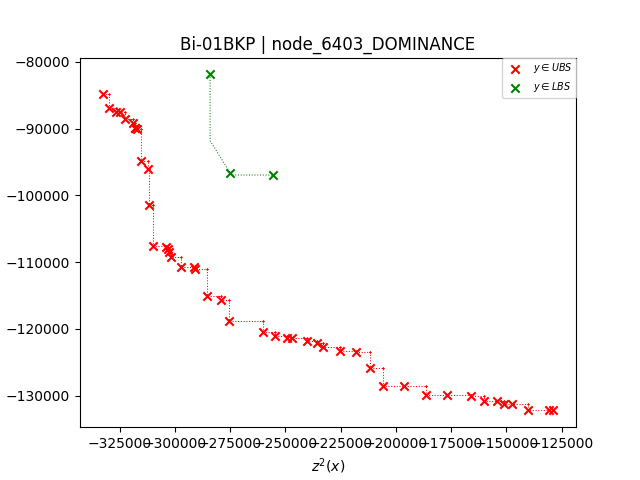 Bi-01BKP | node_6403_DOMINANCE
y ∈ UBS
y ∈ LBS
−80000
−90000
−100000
−110000
−120000
−130000
−325000 −300000 −275000 −250000 −225000 −200000 −175000 −150000 −125000
z²(x)